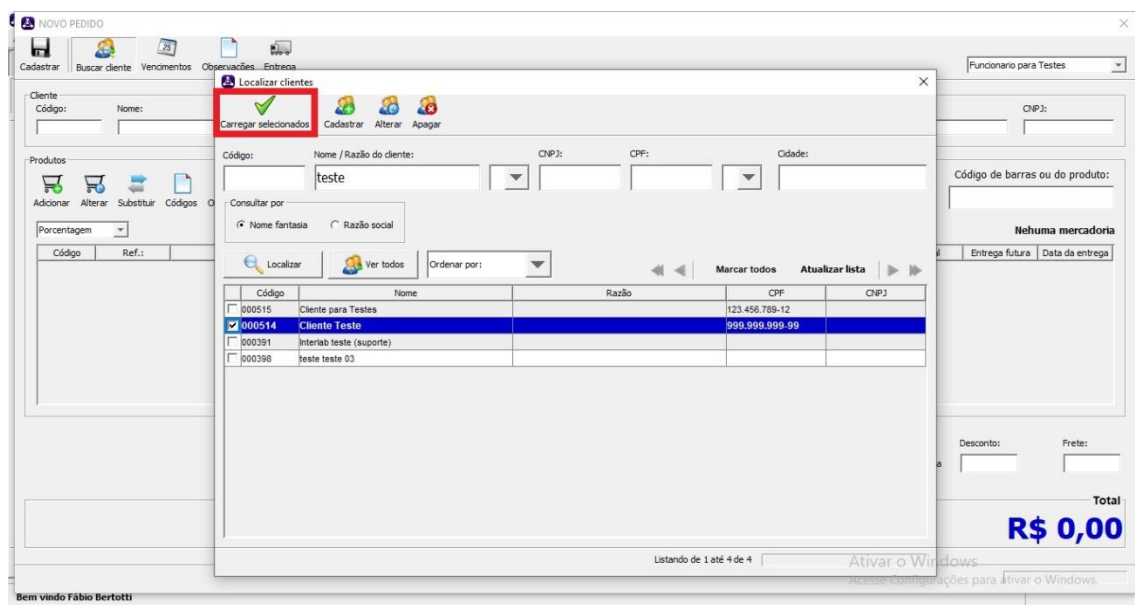 NOVO PEDIDO
Cadastrar Buscar cliente Vencimentos Observações Entrega
Funcionario para Testes
Cliente
Código: Nome: CNPJ:
Produtos
Adicionar Alterar Substituir Códigos
Código de barras ou do produto:
Porcentagem
Nehuma mercadoria
Código Ref.: Entrega futura Data da entrega
Desconto: Frete:
Total
R$ 0,00
Localizar clientes
Carregar selecionados Cadastrar Alterar Apagar
Código: Nome / Razão do cliente: CNPJ: CPF: Cidade:
teste
Consultar por
Nome fantasia Razão social
Localizar Ver todos Ordenar por: Marcar todos Atualizar lista
Código Nome Razão CPF CNPJ
000515 Cliente para Testes 123.456.789-12
000514 Cliente Teste 999.999.999-99
000391 Interlab teste (suporte)
000398 teste teste 03
Listando de 1 até 4 de 4
Ativar o Windows
Acesse Configurações para ativar o Windows.
Bem vindo Fábio Bertotti